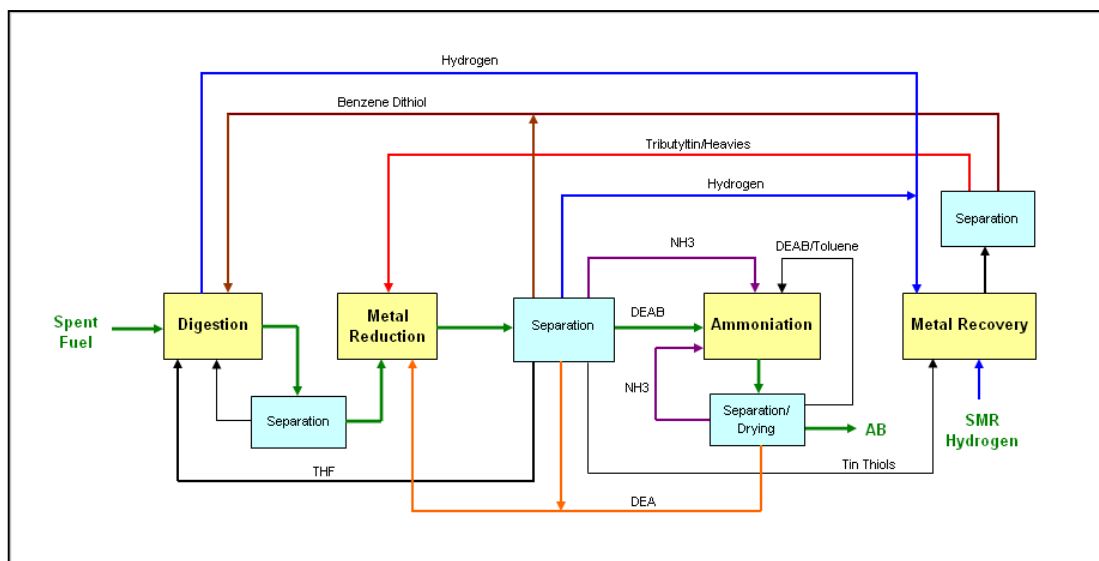 Hydrogen
Benzene Dithiol
Tributyltin/Heavies
Hydrogen
Separation
NH3
DEAB/Toluene
Spent
Fuel
Digestion
Metal
Reduction
Separation
DEAB
Ammoniation
Metal Recovery
NH3
Separation
Separation/
Drying
AB
SMR
Hydrogen
THF
Tin Thiols
DEA